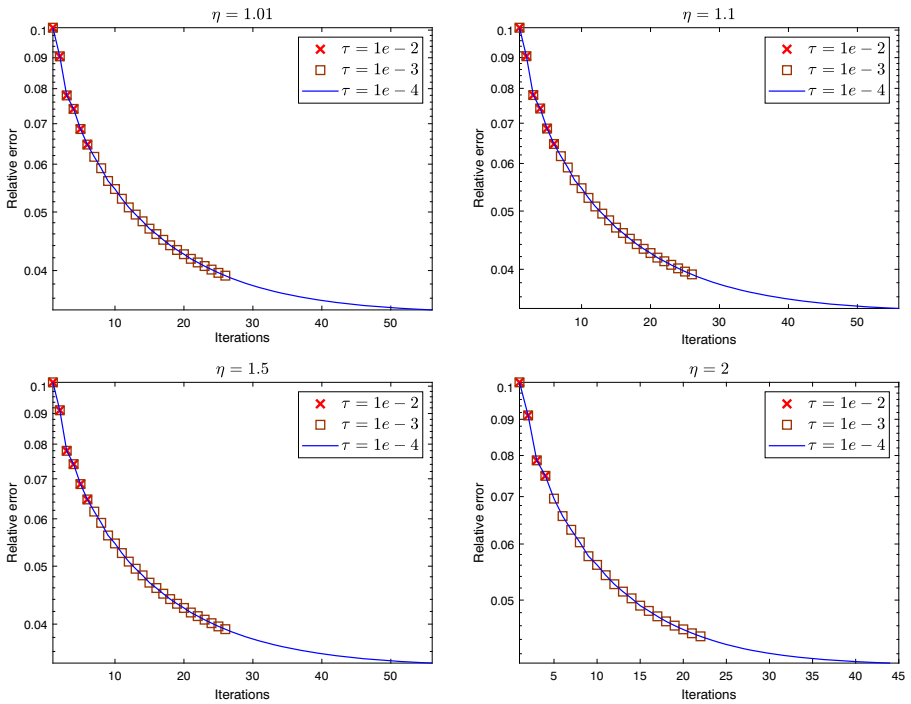 η = 1.01
0.1
0.09
0.08
0.07
0.06
0.05
0.04
Relative error
10
20
30
40
50
Iterations
τ = 1e − 2
τ = 1e − 3
τ = 1e − 4
η = 1.1
0.1
0.09
0.08
0.07
0.06
0.05
0.04
Relative error
10
20
30
40
50
Iterations
τ = 1e − 2
τ = 1e − 3
τ = 1e − 4
η = 1.5
0.1
0.09
0.08
0.07
0.06
0.05
0.04
Relative error
10
20
30
40
50
Iterations
τ = 1e − 2
τ = 1e − 3
τ = 1e − 4
η = 2
0.1
0.09
0.08
0.07
0.06
0.05
Relative error
5
10
15
20
25
30
35
40
45
Iterations
τ = 1e − 2
τ = 1e − 3
τ = 1e − 4